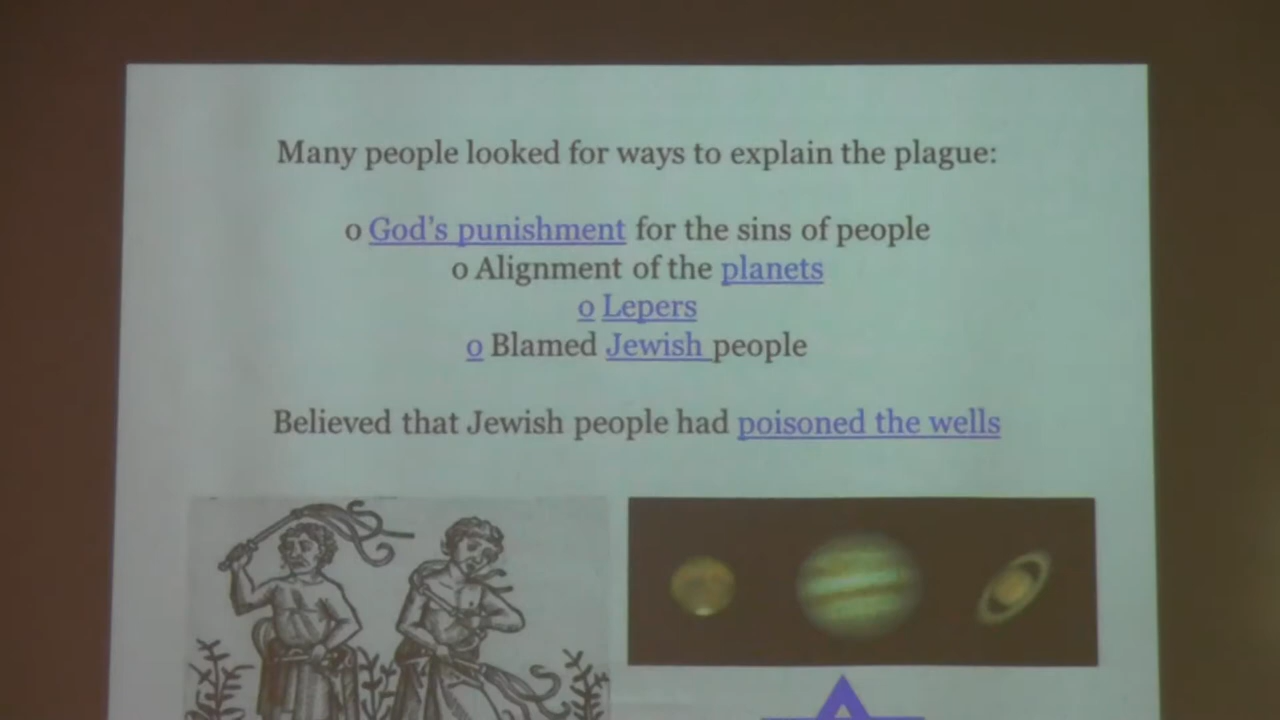 Many people looked for ways to explain the plague:
o God's punishment for the sins of people
o Alignment of the planets
o Lepers
o Blamed Jewish people
Believed that Jewish people had poisoned the wells